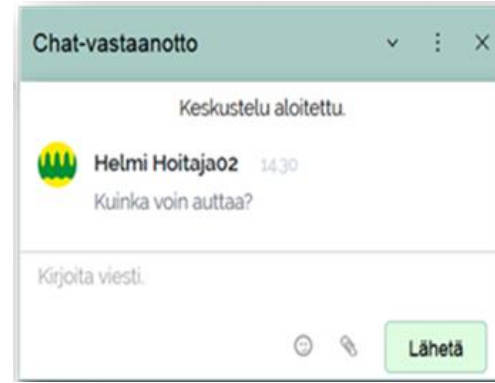 Chat-vastaanotto
Keskustelu aloitettu.
Helmi Hoitaja02 14.30
Kuinka voin auttaa?
Kirjoita viesti.
Lähetä